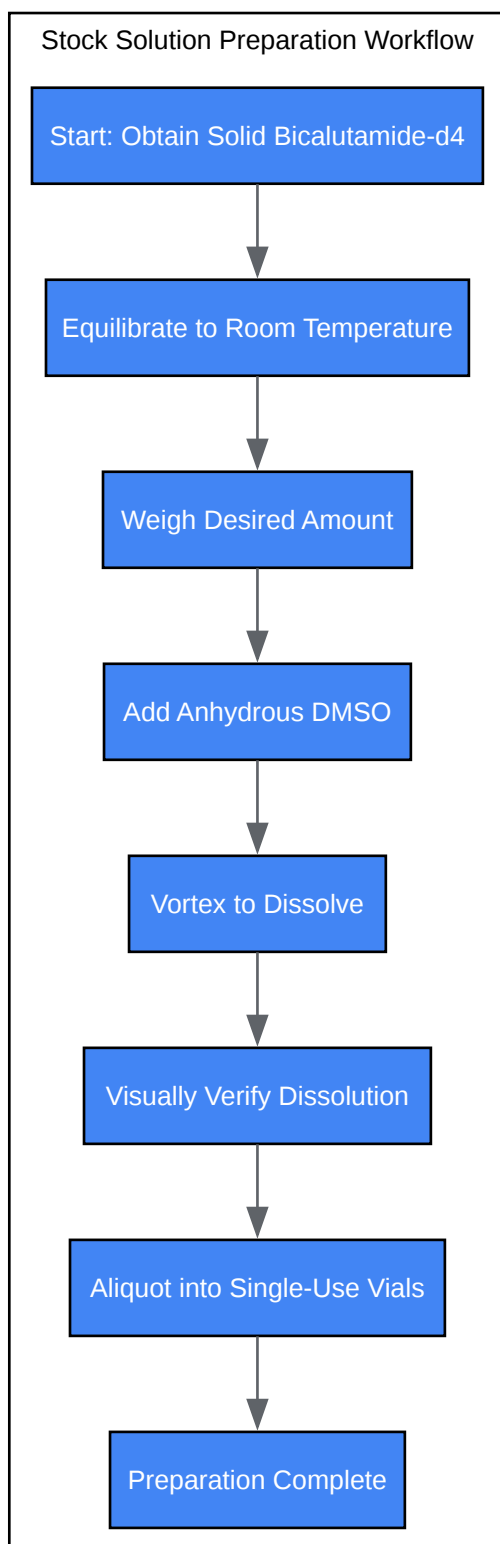 Stock Solution Preparation Workflow
Start: Obtain Solid Bicalutamide-d4
Equilibrate to Room Temperature
Weigh Desired Amount
Add Anhydrous DMSO
Vortex to Dissolve
Visually Verify Dissolution
Aliquot into Single-Use Vials
Preparation Complete